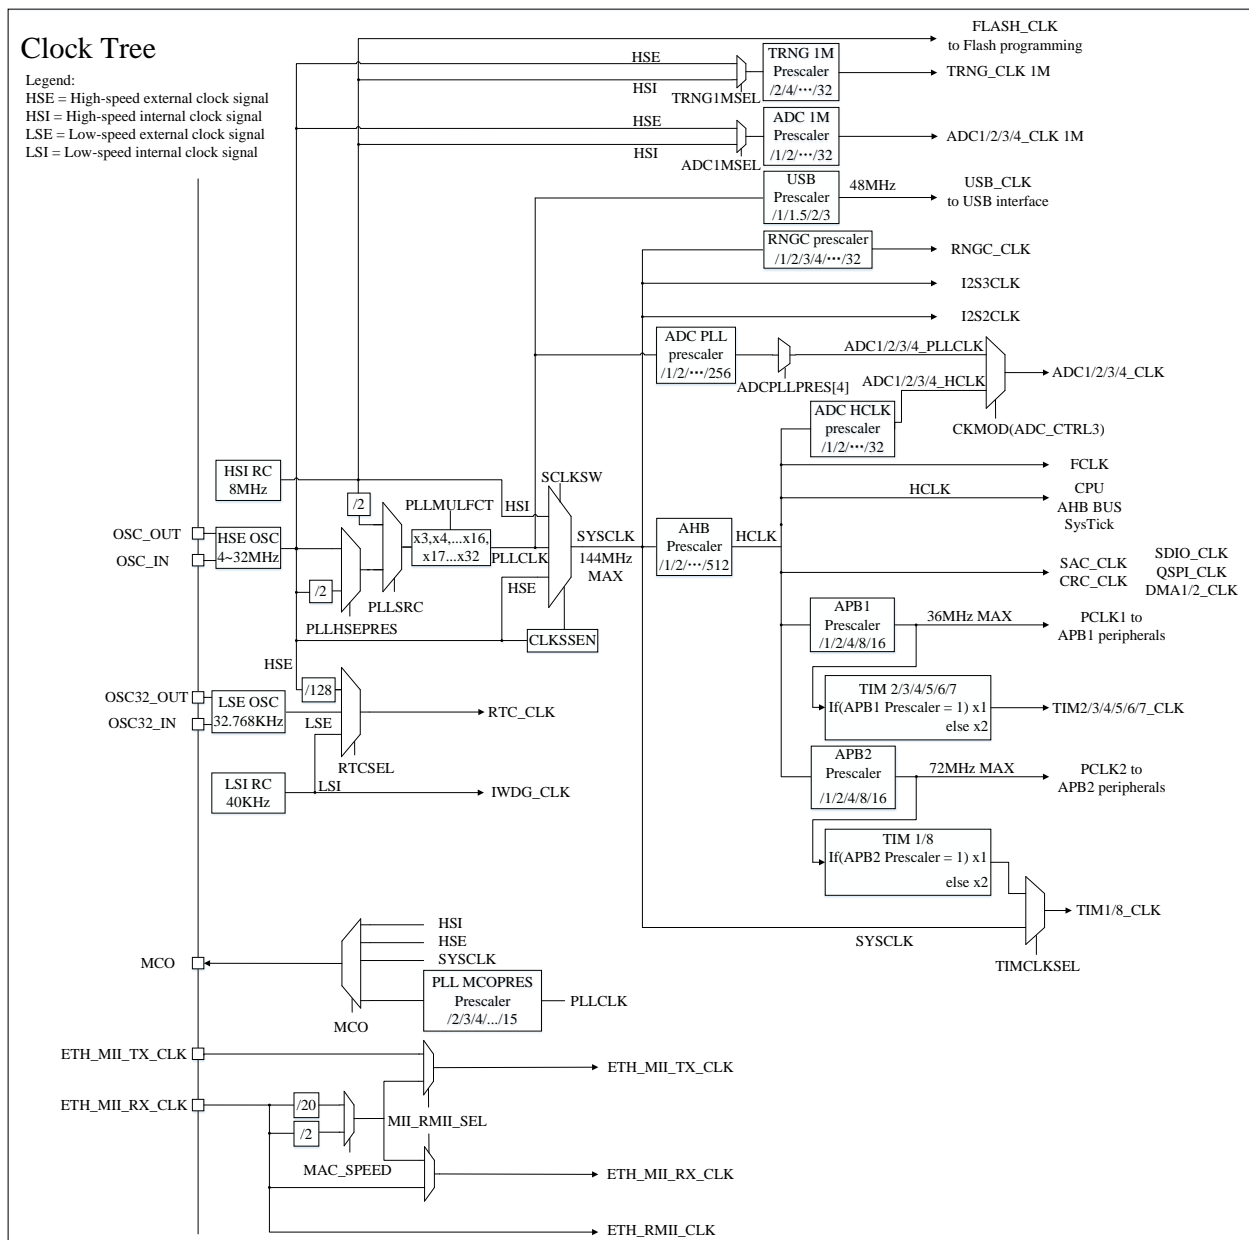 Clock Tree
Legend:
HSE = High-speed external clock signal
HSI = High-speed internal clock signal
LSE = Low-speed external clock signal
LSI = Low-speed internal clock signal
FLASH_CLK
to Flash programming
HSE
HSI
TRNG1MSEL
TRNG 1M
Prescaler
/2/4/···/32
TRNG_CLK 1M
HSE
HSI
ADC1MSEL
ADC 1M
Prescaler
/1/2/···/32
ADC1/2/3/4_CLK 1M
USB
Prescaler
/1/1.5/2/3
48MHz
USB_CLK
to USB interface
RNGC prescaler
/1/2/3/4/···/32
RNGC_CLK
I2S3CLK
I2S2CLK
ADC PLL
prescaler
/1/2/···/256
ADCPLLPRES[4]
ADC1/2/3/4_PLLCLK
ADC1/2/3/4_HCLK
ADC1/2/3/4_CLK
CKMOD(ADC_CTRL3)
ADC HCLK
prescaler
/1/2/···/32
FCLK
HCLK
CPU
AHB BUS
SysTick
HSI RC
8MHz
/2
PLLMULFCT
HSI
SCLKSW
OSC_OUT
OSC_IN
HSE OSC
4~32MHz
/2
PLLHSEPRES
PLLSRC
x3,x4,...x16,
x17...x32
PLLCLK
HSE
SYSCLK
144MHz
MAX
CLKSSEN
AHB
Prescaler
/1/2/···/512
HCLK
SAC_CLK
CRC_CLK
SDIO_CLK
QSPI_CLK
DMA1/2_CLK
APB1
Prescaler
/1/2/4/8/16
36MHz MAX
PCLK1 to
APB1 peripherals
HSE
/128
OSC32_OUT
OSC32_IN
LSE OSC
32.768KHz
LSE
RTCSEL
RTC_CLK
TIM 2/3/4/5/6/7
If(APB1 Prescaler = 1) x1
else x2
TIM2/3/4/5/6/7_CLK
LSI RC
40KHz
LSI
IWDG_CLK
APB2
Prescaler
/1/2/4/8/16
72MHz MAX
PCLK2 to
APB2 peripherals
TIM 1/8
If(APB2 Prescaler = 1) x1
else x2
TIM1/8_CLK
SYSCLK
TIMCLKSEL
MCO
HSI
HSE
SYSCLK
PLL MCOPRES
Prescaler
/2/3/4/.../15
PLLCLK
MCO
ETH_MII_TX_CLK
ETH_MII_TX_CLK
ETH_MII_RX_CLK
/20
/2
MAC_SPEED
MII_RMII_SEL
ETH_MII_RX_CLK
ETH_RMII_CLK